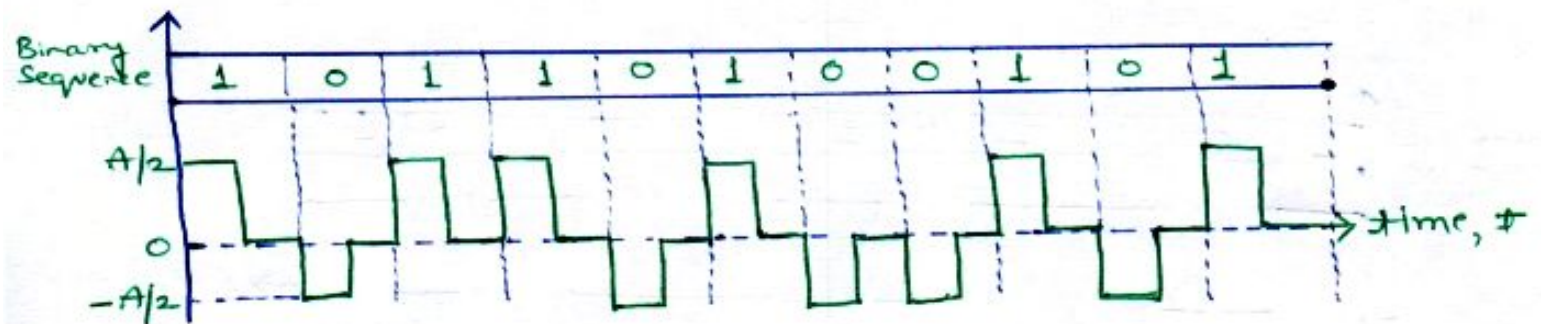 Binary
Sequence 1 0 1 1 0 1 0 0 1 0 1
A/2
0
time, t
-A/2